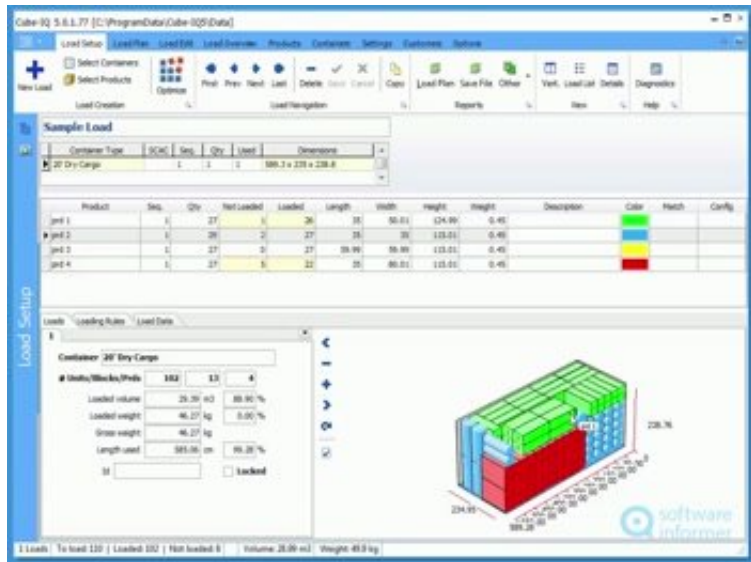 Cube-IQ 5.0.1.77 [C:\ProgramData\Cube-IQ5\Data]
Load Setup Load Plan Load Edit Load Overview Products Containers Settings Customers Options
New Load
Select Containers
Select Products
Optimize
First Prev Next Last Delete Save Cancel Copy
Load Plan Save File Other
Vert. Load List Details Diagnostics
Load Creation Load Navigation Reports View Help
Sample Load
Container Type SCAC Seq. Qty Used Dimensions
20' Dry Cargo 1 1 1 589.3 x 235 x 238.8
Product Seq. Qty Not Loaded Loaded Length Width Height Weight Description Color Match Config
prd 1 1 27 1 26 35 50.01 124.99 0.45
prd 2 1 29 2 27 35 35 115.01 0.45
prd 3 1 27 0 27 59.99 59.99 115.01 0.45
prd 4 1 27 5 22 35 80.01 115.01 0.45
Load Setup
Loads Loading Rules Load Data
1
Container 20' Dry Cargo
# Units/Blocks/Prds 102 13 4
Loaded volume 29.39 m3 88.90 %
Loaded weight 46.27 kg 0.00 %
Gross weight 46.27 kg
Length used 585.06 cm 99.28 %
Id Locked
prd 1
238.76
234.95
589.28
software
informer
1 Loads To load 110 Loaded 102 Not loaded 8 Volume: 28.89 m3 Weight: 49.9 kg